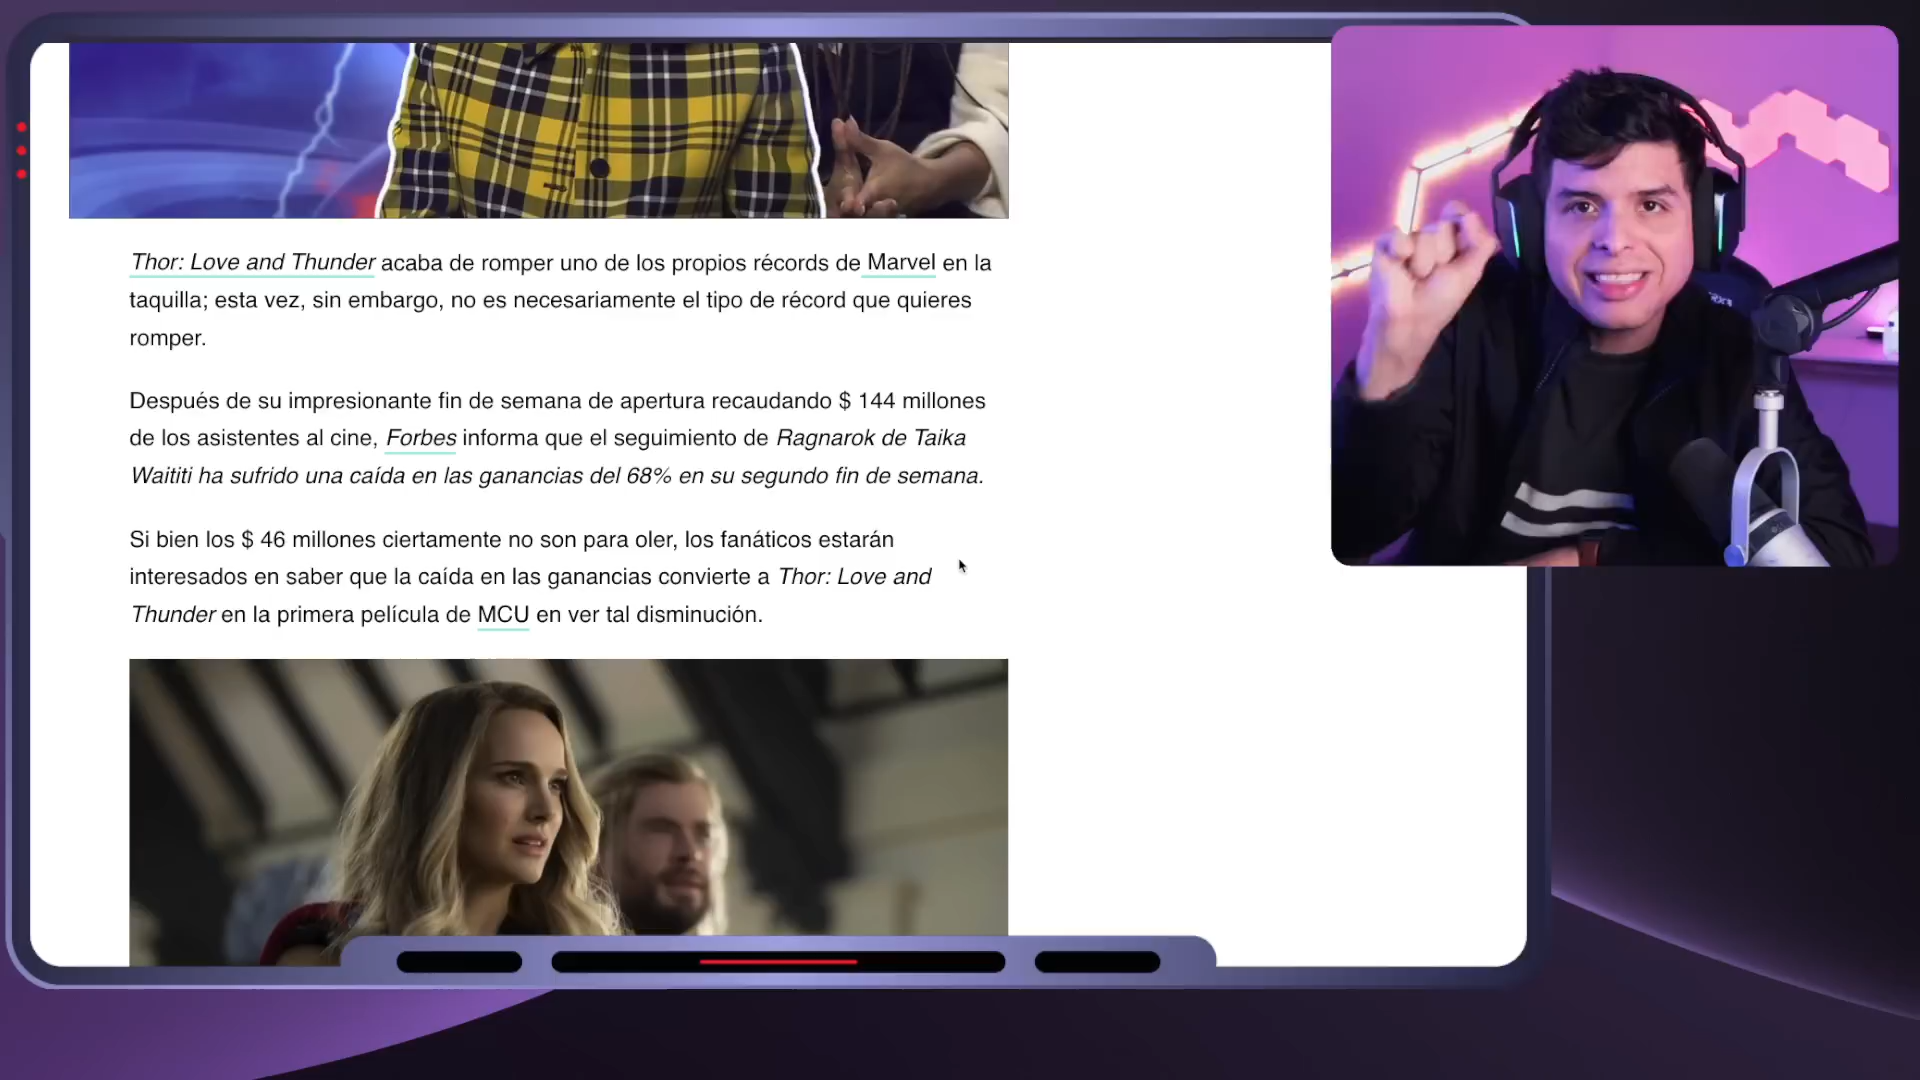 Thor: Love and Thunder acaba de romper uno de los propios récords de Marvel en la
taquilla; esta vez, sin embargo, no es necesariamente el tipo de récord que quieres
romper.
Después de su impresionante fin de semana de apertura recaudando $ 144 millones
de los asistentes al cine, Forbes informa que el seguimiento de Ragnarok de Taika
Waititi ha sufrido una caída en las ganancias del 68% en su segundo fin de semana.
Si bien los $ 46 millones ciertamente no son para oler, los fanáticos estarán
interesados en saber que la caída en las ganancias convierte a Thor: Love and
Thunder en la primera película de MCU en ver tal disminución.